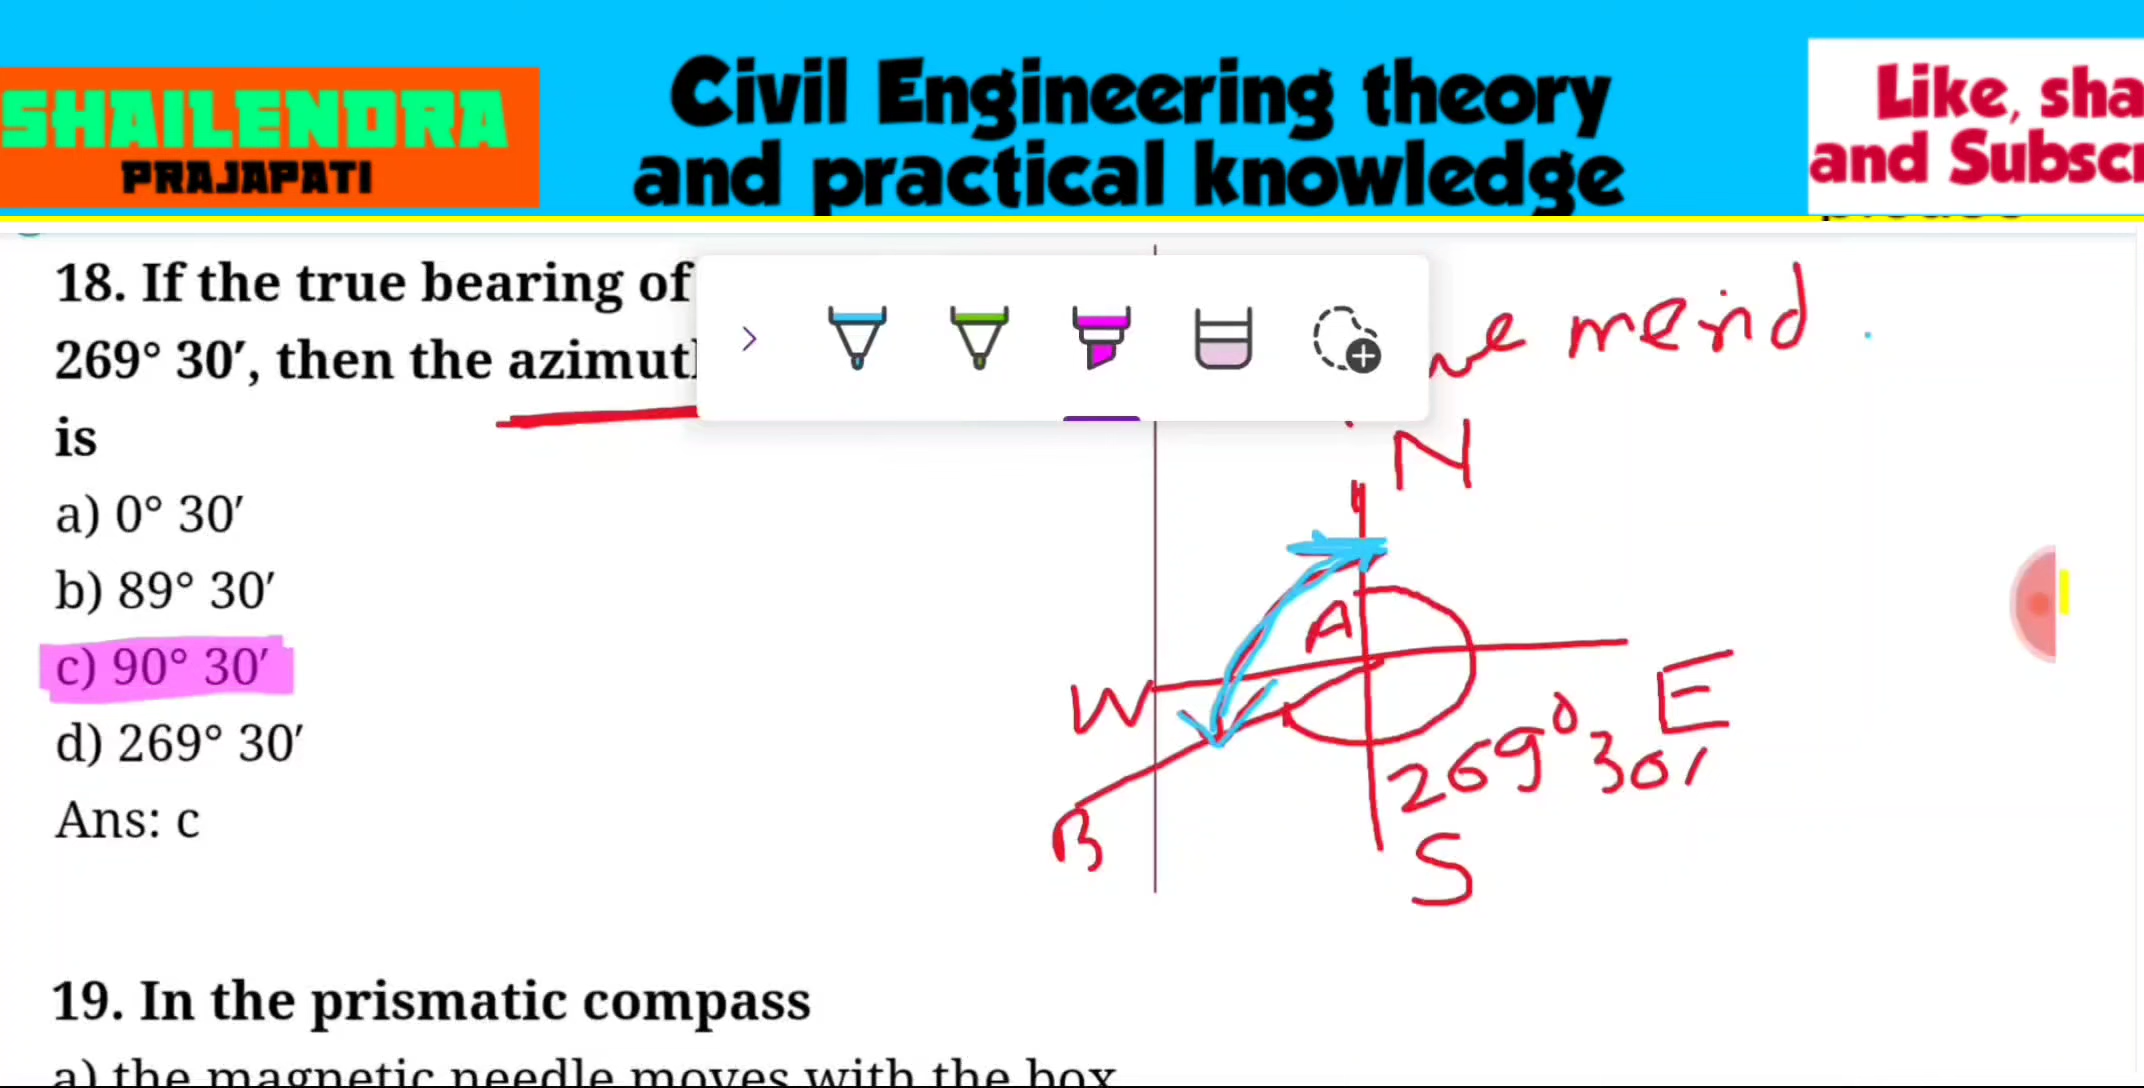 SHAILENDRA
PRAJAPATI
Civil Engineering theory
and practical knowledge
Like, sha
and Subscr
18. If the true bearing of
269° 30′, then the azimut
is
a) 0° 30′
b) 89° 30′
c) 90° 30′
d) 269° 30′
Ans: c
merid
N
A
W
E
269° 30′
B
S
19. In the prismatic compass
a) the magnetic needle moves with the box